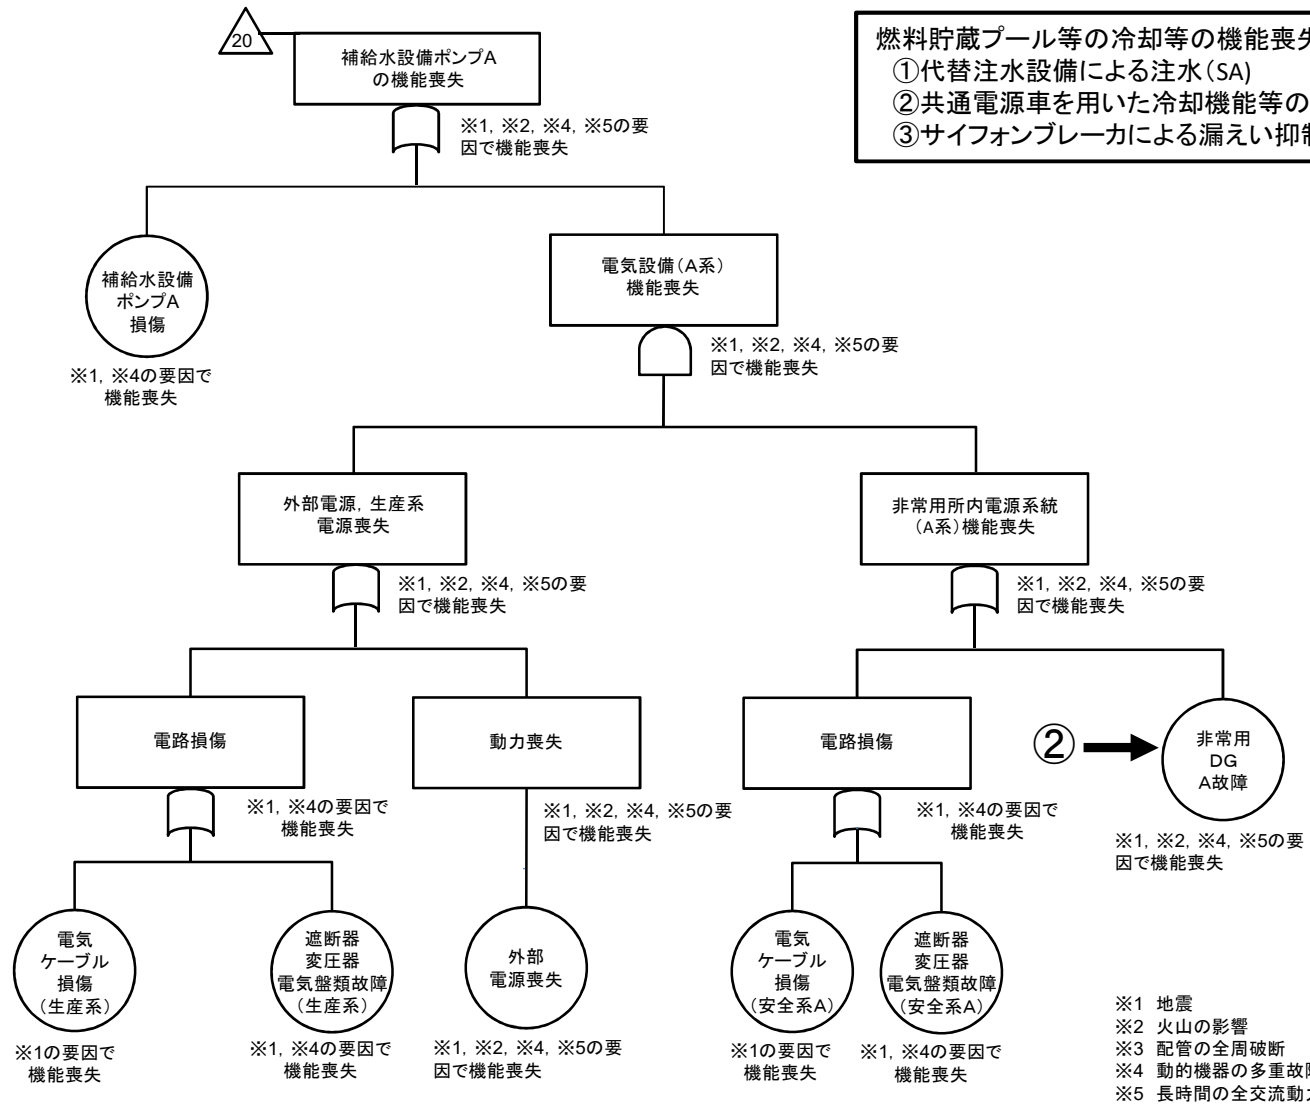 20
補給水設備ポンプA
の機能喪失
※1, ※2, ※4, ※5の要
因で機能喪失
燃料貯蔵プール等の冷却等の機能喪失
①代替注水設備による注水(SA)
②共通電源車を用いた冷却機能等の
③サイフォンブレーカによる漏えい抑制
補給水設備
ポンプA
損傷
※1, ※4の要因で
機能喪失
電気設備(A系)
機能喪失
※1, ※2, ※4, ※5の要
因で機能喪失
外部電源, 生産系
電源喪失
※1, ※2, ※4, ※5の要
因で機能喪失
非常用所内電源系統
(A系)機能喪失
※1, ※2, ※4, ※5の要
因で機能喪失
電路損傷
※1, ※4の要因で
機能喪失
動力喪失
※1, ※2, ※4, ※5の要
因で機能喪失
電路損傷
※1, ※4の要因で
機能喪失
②
非常用
DG
A故障
※1, ※2, ※4, ※5の要
因で機能喪失
電気
ケーブル
損傷
(生産系)
※1の要因で
機能喪失
遮断器
変圧器
電気盤類故障
(生産系)
※1, ※4の要因で
機能喪失
外部
電源喪失
※1, ※2, ※4, ※5の要
因で機能喪失
電気
ケーブル
損傷
(安全系A)
※1の要因で
機能喪失
遮断器
変圧器
電気盤類故障
(安全系A)
※1, ※4の要因で
機能喪失
※1 地震
※2 火山の影響
※3 配管の全周破断
※4 動的機器の多重故障
※5 長時間の全交流動力